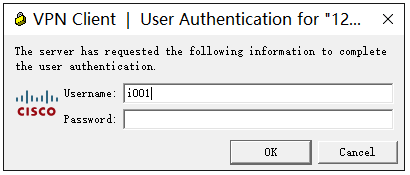 VPN Client | User Authentication for "12...
The server has requested the following information to complete
the user authentication.
CISCO
Username: i001
Password:
OK Cancel